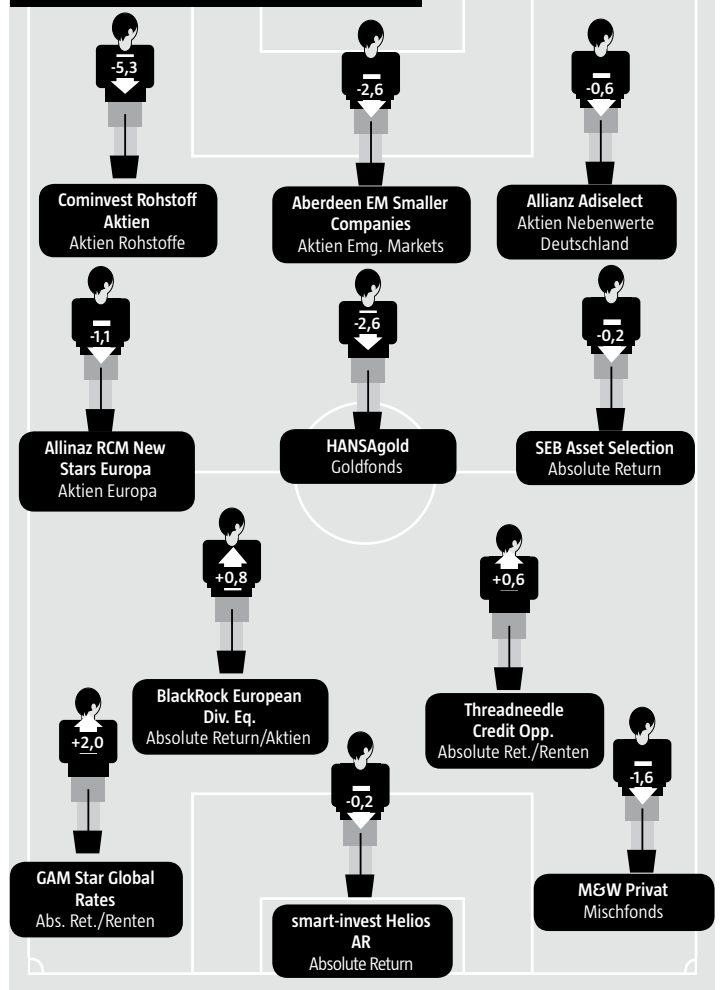 -5,3
Cominvest Rohstoff
Aktien
Aktien Rohstoffe
-2,6
Aberdeen EM Smaller
Companies
Aktien Emg. Markets
-0,6
Allianz Adiselect
Aktien Nebenwerte
Deutschland
-1,1
Allinaz RCM New
Stars Europa
Aktien Europa
-2,6
HANSAgold
Goldfonds
-0,2
SEB Asset Selection
Absolute Return
+0,8
BlackRock European
Div. Eq.
Absolute Return/Aktien
+0,6
Threadneedle
Credit Opp.
Absolute Ret./Renten
+2,0
GAM Star Global
Rates
Abs. Ret./Renten
-0,2
smart-invest Helios
AR
Absolute Return
-1,6
M&W Privat
Mischfonds